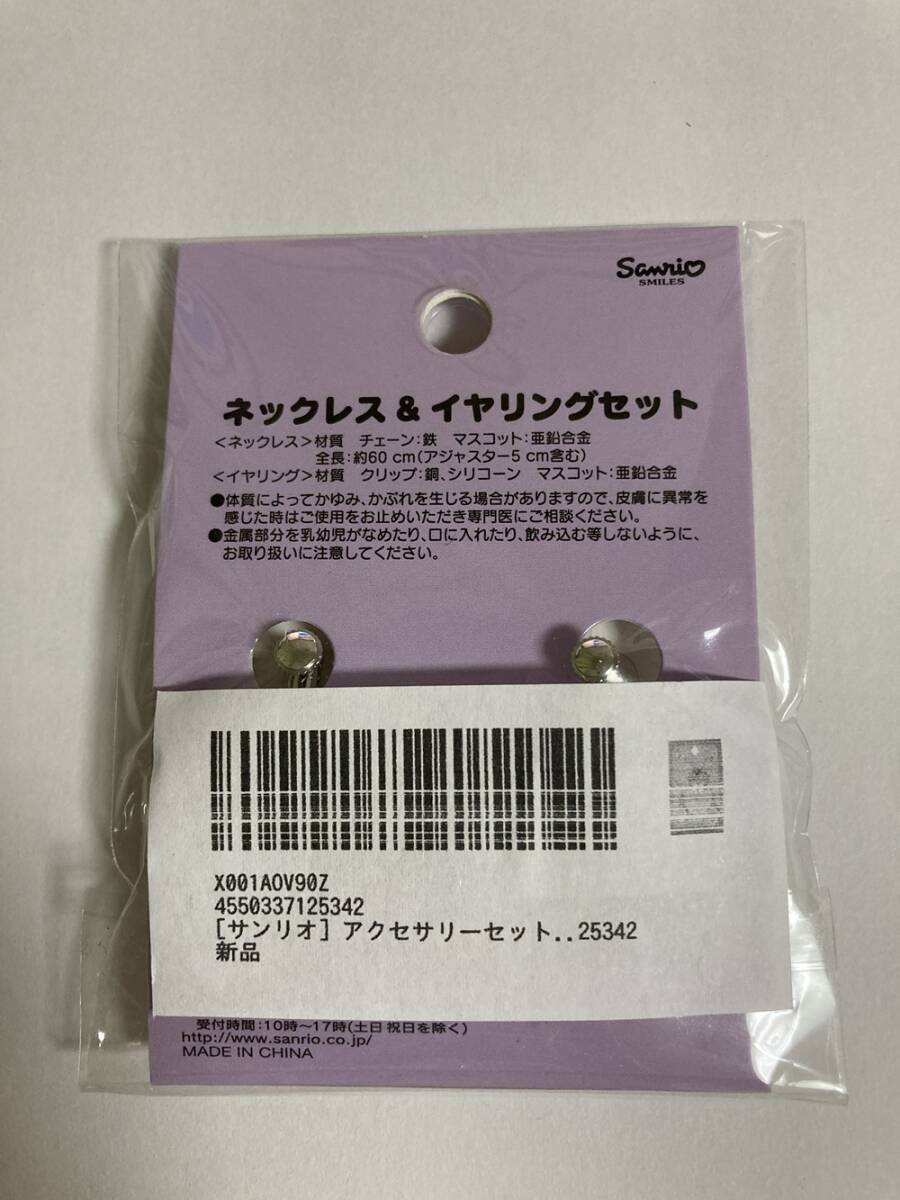 Sanrio
SMILES
ネックレス & イヤリングセット
<ネックレス>材質 チェーン:鉄 マスコット:亜鉛合金
全長:約60 cm(アジャスター5 cm含む)
<イヤリング>材質 クリップ:銅、シリコーン マスコット:亜鉛合金
●体質によってかゆみ、かぶれを生じる場合がありますので、皮膚に異常を
感じた時はご使用をお止めいただき専門医にご相談ください。
●金属部分を乳幼児がなめたり、口に入れたり、飲み込む等しないように、
お取り扱いに注意してください。
X001AOV90Z
4550337125342
[サンリオ] アクセサリーセット..25342
新品
受付時間:10時〜17時(土日 祝日を除く)
http://www.sanrio.co.jp/
MADE IN CHINA